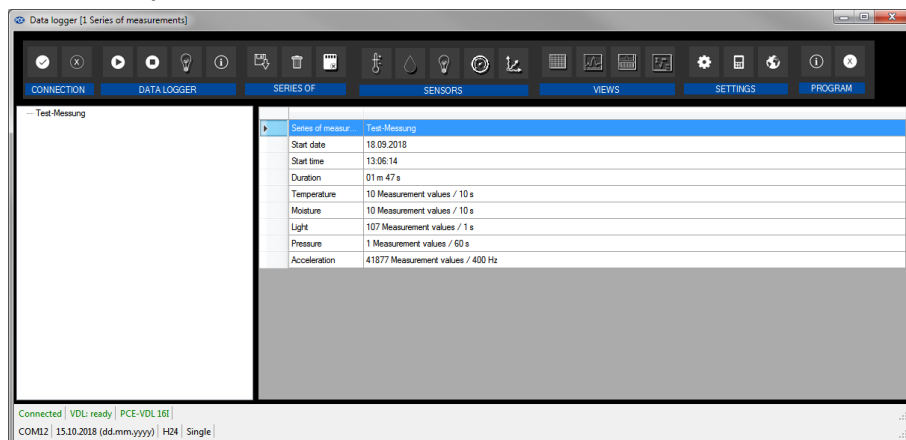 Data logger [1 Series of measurements]
CONNECTION DATA LOGGER SERIES OF SENSORS VIEWS SETTINGS PROGRAM
Test-Messung
Series of measur... Test-Messung
Start date 18.09.2018
Start time 13:06:14
Duration 01 m 47 s
Temperature 10 Measurement values / 10 s
Moisture 10 Measurement values / 10 s
Light 107 Measurement values / 1 s
Pressure 1 Measurement values / 60 s
Acceleration 41877 Measurement values / 400 Hz
Connected VDL: ready PCE-VDL 16I
COM12 15.10.2018 (dd.mm.yyyy) H24 Single